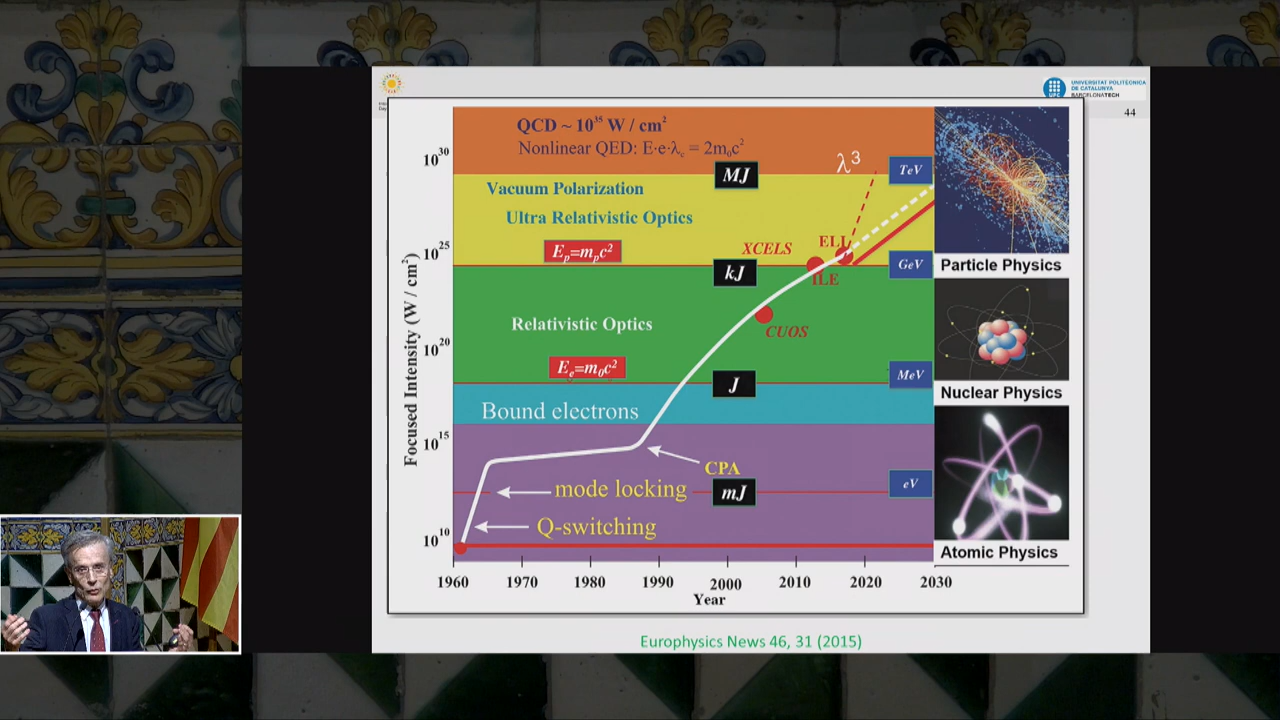 UNIVERSITAT POLITÈCNICA
DE CATALUNYA
BARCELONATECH
UPC
44
QCD ~ 10³⁵ W / cm²
Nonlinear QED: E·e·λc = 2m₀c²
λ³
MJ
TeV
Vacuum Polarization
Ultra Relativistic Optics
Eₚ=mₚc²
XCELS
ELI
ILE
kJ
GeV
Particle Physics
Relativistic Optics
CUOS
Eₑ=m₀c²
J
MeV
Nuclear Physics
Bound electrons
CPA
mode locking
mJ
eV
Q-switching
Atomic Physics
Focused Intensity (W / cm²)
10³⁰
10²⁵
10²⁰
10¹⁵
10¹⁰
1960 1970 1980 1990 2000 2010 2020 2030
Year
Europhysics News 46, 31 (2015)